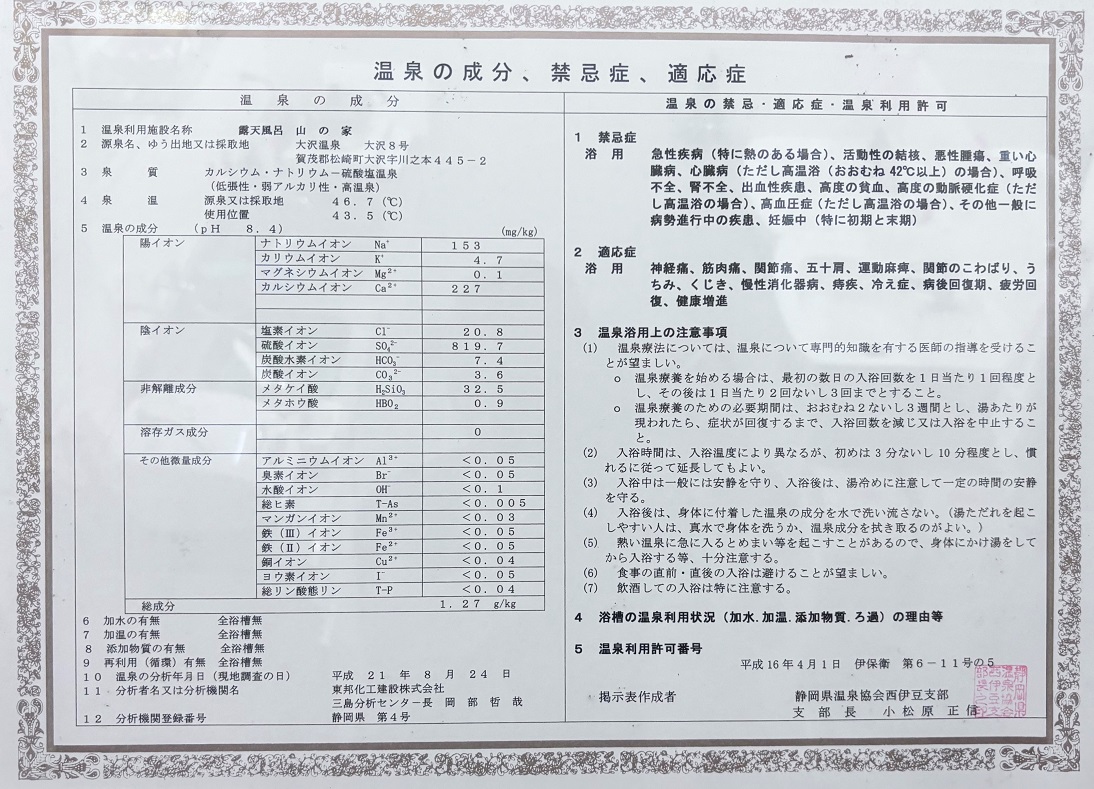 温泉の成分、禁忌症、適応症
温泉の成分
1 温泉利用施設名称 露天風呂 山の家
2 源泉名、ゆう出地又は採取地 大沢温泉 大沢8号
賀茂郡松崎町大沢字川之本445-2
3 泉質 カルシウム・ナトリウム-硫酸塩温泉
(低張性・弱アルカリ性・高温泉)
4 泉温 源泉又は採取地 46.7(℃)
使用位置 43.5(℃)
5 温泉の成分 (pH 8.4) (mg/kg)
陽イオン ナトリウムイオン Na⁺ 153
カリウムイオン K⁺ 4.7
マグネシウムイオン Mg²⁺ 0.1
カルシウムイオン Ca²⁺ 227
陰イオン 塩素イオン Cl⁻ 20.8
硫酸イオン SO₄²⁻ 819.7
炭酸水素イオン HCO₃⁻ 7.4
炭酸イオン CO₃²⁻ 3.6
非解離成分 メタケイ酸 H₂SiO₃ 32.5
メタホウ酸 HBO₂ 0.9
溶存ガス成分 0
その他微量成分 アルミニウムイオン Al³⁺ <0.05
臭素イオン Br⁻ <0.05
水酸イオン OH⁻ <0.1
総ヒ素 T-As <0.005
マンガンイオン Mn²⁺ <0.03
鉄(Ⅲ)イオン Fe³⁺ <0.05
鉄(Ⅱ)イオン Fe²⁺ <0.05
銅イオン Cu²⁺ <0.04
ヨウ素イオン I⁻ <0.05
総リン酸態リン T-P <0.04
総成分 1.27 g/kg
6 加水の有無 全浴槽無
7 加温の有無 全浴槽無
8 添加物質の有無 全浴槽無
9 再利用(循環)有無 全浴槽無
10 温泉の分析年月日(現地調査の日) 平成 21 年 8 月 24 日
11 分析者名又は分析機関名 東邦化工建設株式会社
三島分析センター長 岡部哲哉
12 分析機関登録番号 静岡県 第4号
温泉の禁忌・適応症・温泉利用許可
1 禁忌症
浴用 急性疾病(特に熱のある場合)、活動性の結核、悪性腫瘍、重い心
臓病、心臓病(ただし高温浴(おおむね42℃以上)の場合)、呼吸
不全、腎不全、出血性疾患、高度の貧血、高度の動脈硬化症(ただ
し高温浴の場合)、高血圧症(ただし高温浴の場合)、その他一般に
病勢進行中の疾患、妊娠中(特に初期と末期)
2 適応症
浴用 神経痛、筋肉痛、関節痛、五十肩、運動麻痺、関節のこわばり、う
ちみ、くじき、慢性消化器病、痔疾、冷え症、病後回復期、疲労回
復、健康増進
3 温泉浴用上の注意事項
(1) 温泉療法については、温泉について専門的知識を有する医師の指導を受けるこ
とが望ましい。
o 温泉療養を始める場合は、最初の数日の入浴回数を1日当たり1回程度と
し、その後は1日当たり2回ないし3回までとすること。
o 温泉療養のための必要期間は、おおむね2ないし3週間とし、湯あたりが
現われたら、症状が回復するまで、入浴回数を減じ又は入浴を中止するこ
と。
(2) 入浴時間は、入浴温度により異なるが、初めは3分ないし10分程度とし、慣
れるに従って延長してもよい。
(3) 入浴中は一般には安静を守り、入浴後は、湯冷めに注意して一定の時間の安静
を守る。
(4) 入浴後は、身体に付着した温泉の成分を水で洗い流さない。(湯ただれを起こ
しやすい人は、真水で身体を洗うか、温泉成分を拭き取るのがよい。)
(5) 熱い温泉に急に入るとめまい等を起こすことがあるので、身体にかけ湯をして
から入浴する等、十分注意する。
(6) 食事の直前・直後の入浴は避けることが望ましい。
(7) 飲酒しての入浴は特に注意する。
4 浴槽の温泉利用状況(加水.加温.添加物質.ろ過)の理由等
5 温泉利用許可番号
平成16年4月1日 伊保衛 第6-11号の5
掲示表作成者 静岡県温泉協会西伊豆支部
支部長 小松原正信